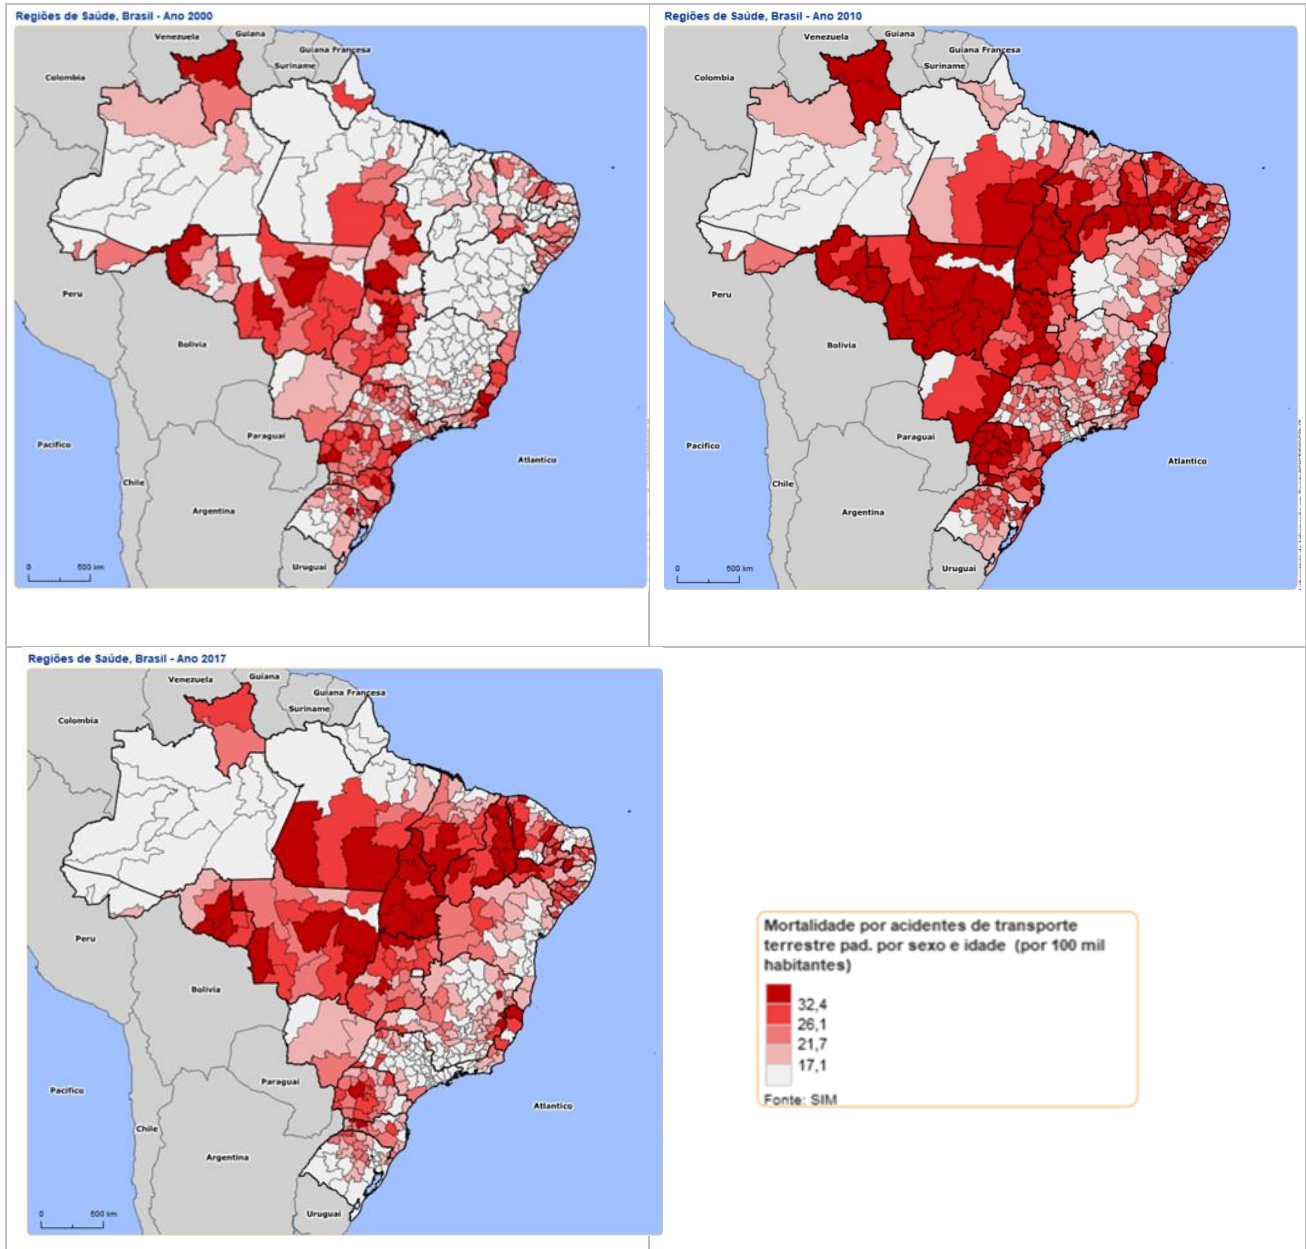 Regiões de Saúde, Brasil - Ano 2000
Venezuela
Guiana
Guiana Francesa
Suriname
Colombia
Peru
Bolivia
Paraguai
Pacifico
Atlantico
Chile
Argentina
Uruguai
0 500 km
Regiões de Saúde, Brasil - Ano 2010
Venezuela
Guiana
Guiana Francesa
Suriname
Colombia
Peru
Bolivia
Paraguai
Pacifico
Atlantico
Chile
Argentina
Uruguai
0 500 km
Regiões de Saúde, Brasil - Ano 2017
Venezuela
Guiana
Guiana Francesa
Suriname
Colombia
Peru
Bolivia
Paraguai
Pacifico
Atlantico
Chile
Argentina
Uruguai
0 500 km
Mortalidade por acidentes de transporte
terrestre pad. por sexo e idade (por 100 mil
habitantes)
32,4
26,1
21,7
17,1
Fonte: SIM